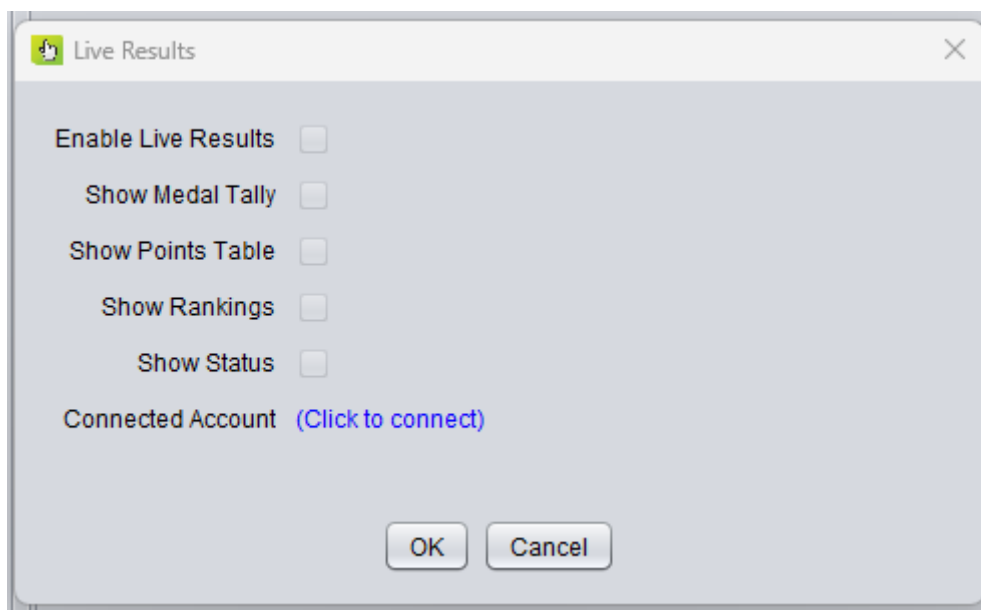 Live Results
Enable Live Results
Show Medal Tally
Show Points Table
Show Rankings
Show Status
Connected Account (Click to connect)
OK Cancel